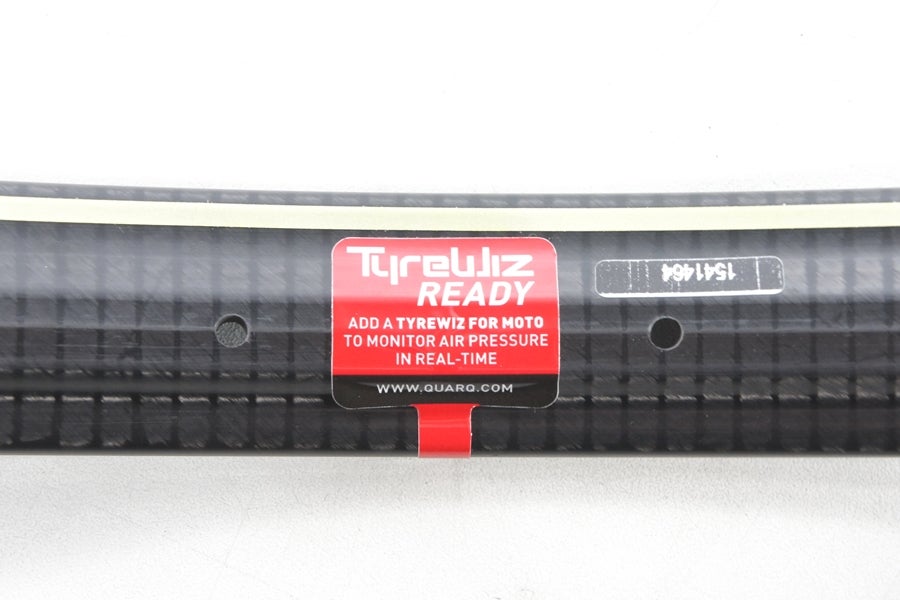 TyreWiz
READY
ADD A TYREWIZ FOR MOTO
TO MONITOR AIR PRESSURE
IN REAL-TIME
WWW.QUARQ.COM
1541464